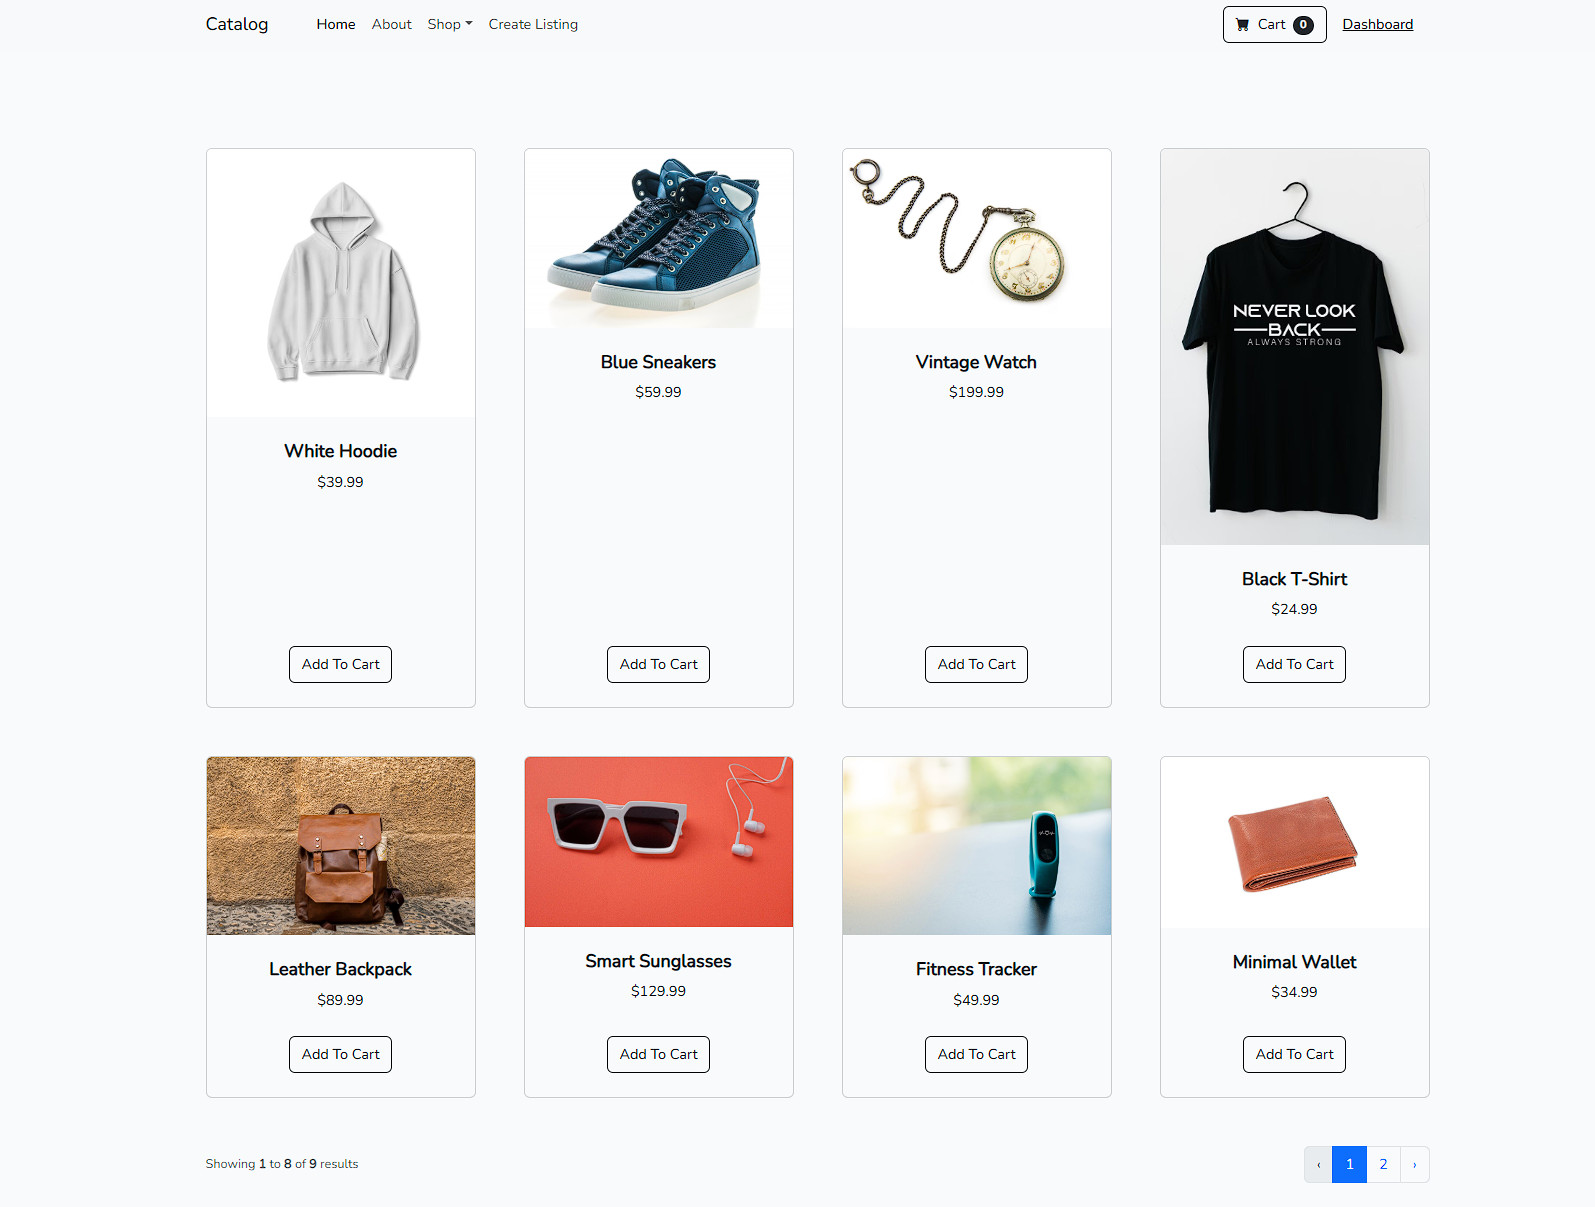 Catalog Home About Shop Create Listing Cart 0 Dashboard
NEVER LOOK
BACK
ALWAYS STRONG
White Hoodie
$39.99
Add To Cart
Blue Sneakers
$59.99
Add To Cart
Vintage Watch
$199.99
Add To Cart
Black T-Shirt
$24.99
Add To Cart
Leather Backpack
$89.99
Add To Cart
Smart Sunglasses
$129.99
Add To Cart
Fitness Tracker
$49.99
Add To Cart
Minimal Wallet
$34.99
Add To Cart
Showing 1 to 8 of 9 results
‹ 1 2 ›